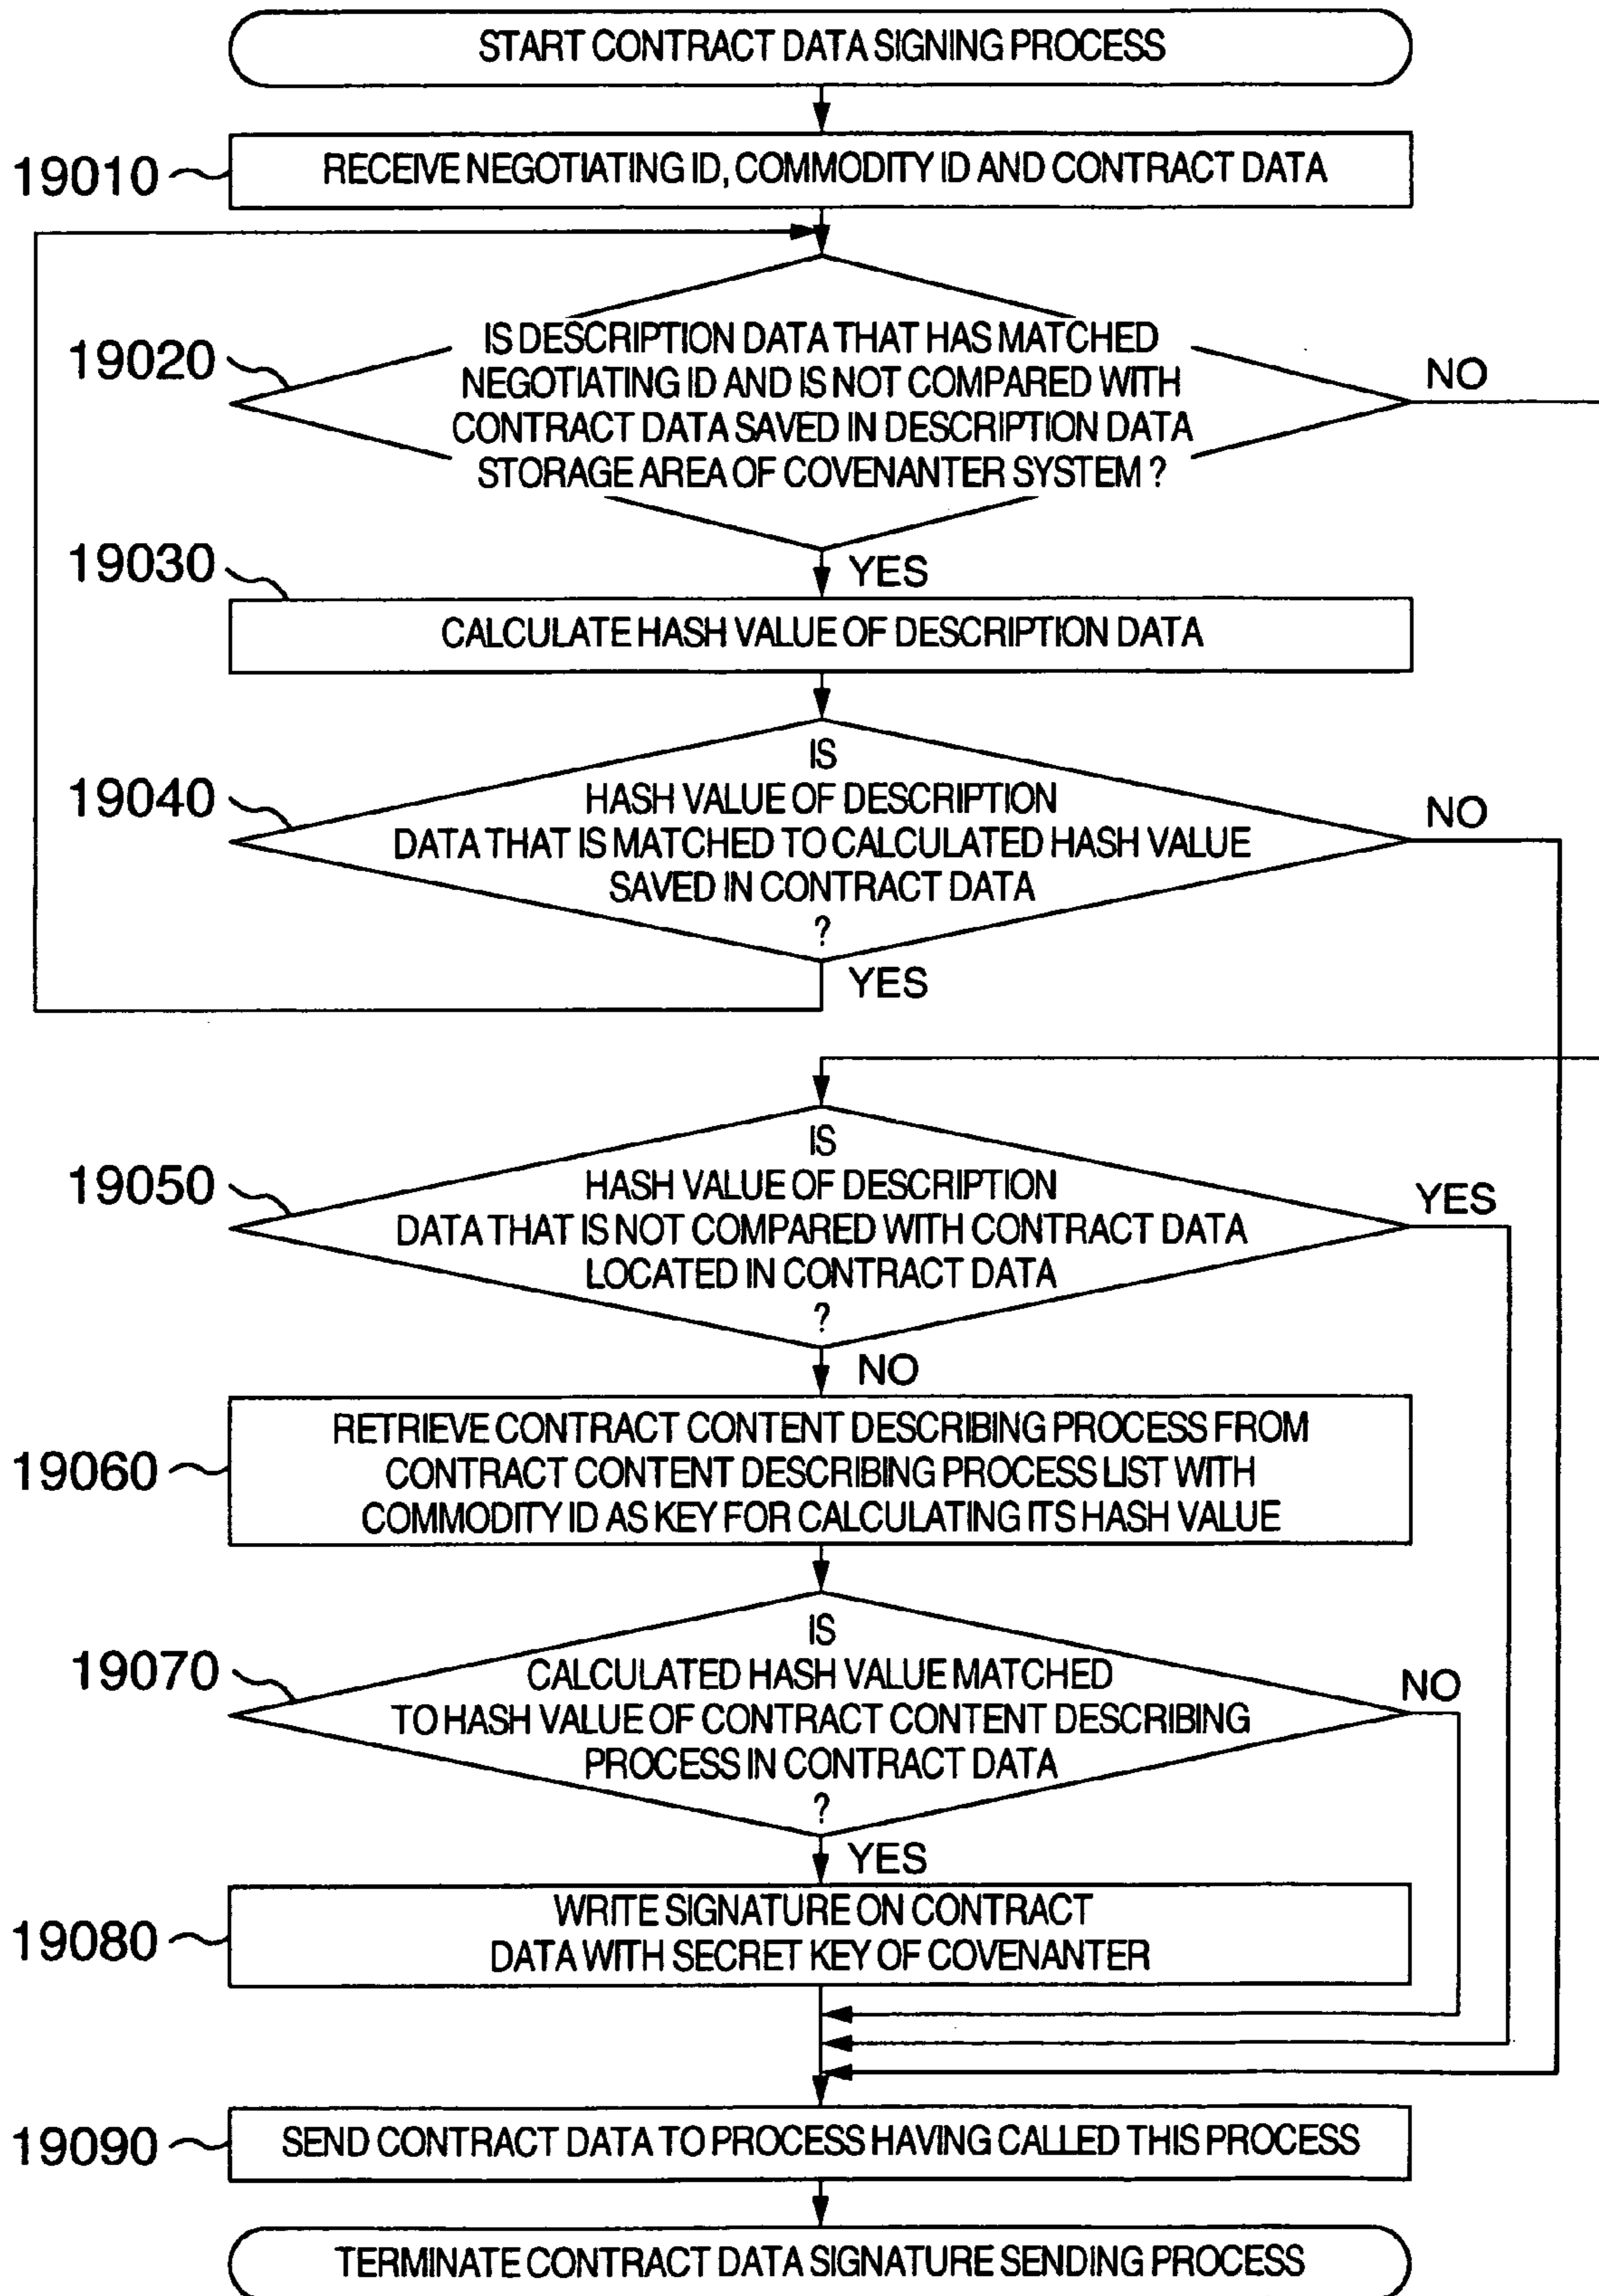 START CONTRACT DATA SIGNING PROCESS
19010
RECEIVE NEGOTIATING ID, COMMODITY ID AND CONTRACT DATA
19020
IS DESCRIPTION DATA THAT HAS MATCHED
NEGOTIATING ID AND IS NOT COMPARED WITH
CONTRACT DATA SAVED IN DESCRIPTION DATA
STORAGE AREA OF COVENANTER SYSTEM ?
NO
YES
19030
CALCULATE HASH VALUE OF DESCRIPTION DATA
19040
IS
HASH VALUE OF DESCRIPTION
DATA THAT IS MATCHED TO CALCULATED HASH VALUE
SAVED IN CONTRACT DATA
?
NO
YES
19050
IS
HASH VALUE OF DESCRIPTION
DATA THAT IS NOT COMPARED WITH CONTRACT DATA
LOCATED IN CONTRACT DATA
?
YES
NO
19060
RETRIEVE CONTRACT CONTENT DESCRIBING PROCESS FROM
CONTRACT CONTENT DESCRIBING PROCESS LIST WITH
COMMODITY ID AS KEY FOR CALCULATING ITS HASH VALUE
19070
IS
CALCULATED HASH VALUE MATCHED
TO HASH VALUE OF CONTRACT CONTENT DESCRIBING
PROCESS IN CONTRACT DATA
?
NO
YES
19080
WRITE SIGNATURE ON CONTRACT
DATA WITH SECRET KEY OF COVENANTER
19090
SEND CONTRACT DATA TO PROCESS HAVING CALLED THIS PROCESS
TERMINATE CONTRACT DATA SIGNATURE SENDING PROCESS